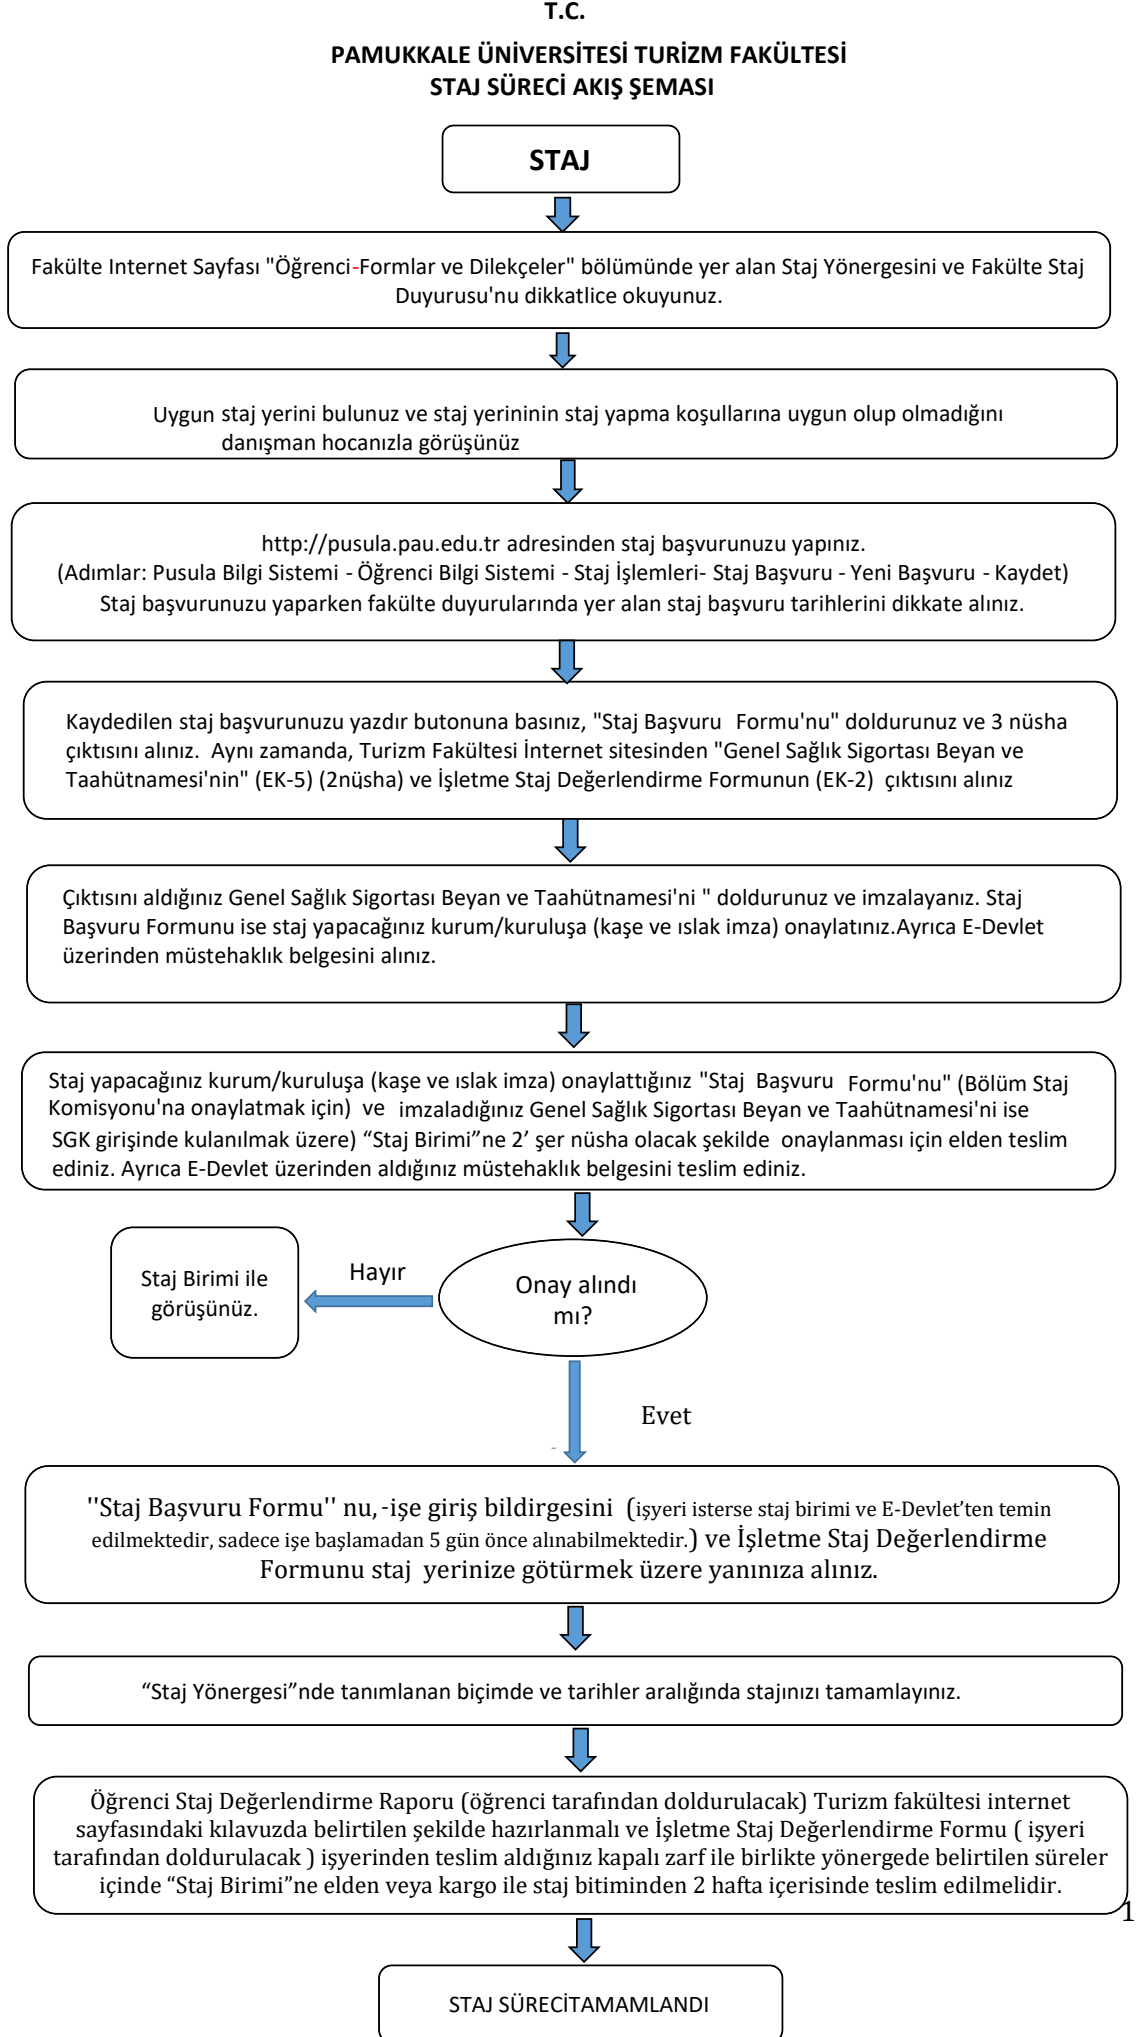 T.C.
PAMUKKALE ÜNİVERSİTESİ TURİZM FAKÜLTESİ
STAJ SÜRECİ AKIŞ ŞEMASI
STAJ
Fakülte Internet Sayfası "Öğrenci-Formlar ve Dilekçeler" bölümünde yer alan Staj Yönergesini ve Fakülte Staj
Duyurusu'nu dikkatlice okuyunuz.
Uygun staj yerini bulunuz ve staj yerininin staj yapma koşullarına uygun olup olmadığını
danışman hocanızla görüşünüz
http://pusula.pau.edu.tr adresinden staj başvurunuzu yapınız.
(Adımlar: Pusula Bilgi Sistemi - Öğrenci Bilgi Sistemi - Staj İşlemleri- Staj Başvuru - Yeni Başvuru - Kaydet)
Staj başvurunuzu yaparken fakülte duyurularında yer alan staj başvuru tarihlerini dikkate alınız.
Kaydedilen staj başvurunuzu yazdır butonuna basınız, "Staj Başvuru Formu'nu" doldurunuz ve 3 nüsha
çıktısını alınız. Aynı zamanda, Turizm Fakültesi İnternet sitesinden "Genel Sağlık Sigortası Beyan ve
Taahütnamesi'nin" (EK-5) (2nüsha) ve İşletme Staj Değerlendirme Formunun (EK-2) çıktısını alınız
Çıktısını aldığınız Genel Sağlık Sigortası Beyan ve Taahütnamesi'ni " doldurunuz ve imzalayanız. Staj
Başvuru Formunu ise staj yapacağınız kurum/kuruluşa (kaşe ve ıslak imza) onaylatınız.Ayrıca E-Devlet
üzerinden müstehaklık belgesini alınız.
Staj yapacağınız kurum/kuruluşa (kaşe ve ıslak imza) onaylattığınız "Staj Başvuru Formu'nu" (Bölüm Staj
Komisyonu'na onaylatmak için) ve imzaladığınız Genel Sağlık Sigortası Beyan ve Taahütnamesi'ni ise
SGK girişinde kulanılmak üzere) “Staj Birimi”ne 2’ şer nüsha olacak şekilde onaylanması için elden teslim
ediniz. Ayrıca E-Devlet üzerinden aldığınız müstehaklık belgesini teslim ediniz.
Onay alındı
mı?
Hayır
Staj Birimi ile
görüşünüz.
Evet
''Staj Başvuru Formu'' nu, -işe giriş bildirgesini (işyeri isterse staj birimi ve E-Devlet’ten temin
edilmektedir, sadece işe başlamadan 5 gün önce alınabilmektedir.) ve İşletme Staj Değerlendirme
Formunu staj yerinize götürmek üzere yanınıza alınız.
“Staj Yönergesi”nde tanımlanan biçimde ve tarihler aralığında stajınızı tamamlayınız.
Öğrenci Staj Değerlendirme Raporu (öğrenci tarafından doldurulacak) Turizm fakültesi internet
sayfasındaki kılavuzda belirtilen şekilde hazırlanmalı ve İşletme Staj Değerlendirme Formu ( işyeri
tarafından doldurulacak ) işyerinden teslim aldığınız kapalı zarf ile birlikte yönergede belirtilen süreler
içinde “Staj Birimi”ne elden veya kargo ile staj bitiminden 2 hafta içerisinde teslim edilmelidir.
1
STAJ SÜRECİTAMAMLANDI